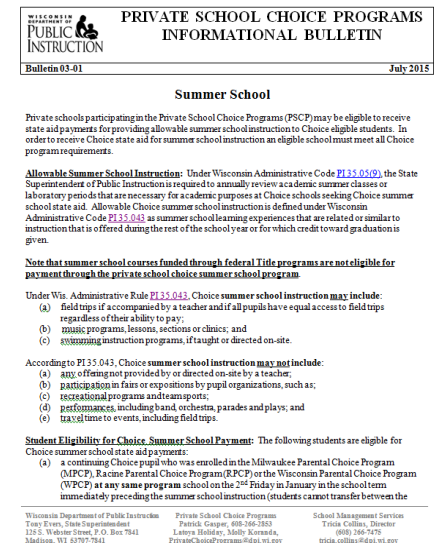 WISCONSIN
DEPARTMENT OF
PUBLIC
INSTRUCTION
PRIVATE SCHOOL CHOICE PROGRAMS
INFORMATIONAL BULLETIN
Bulletin 03-01 July 2015
Summer School
Private schools participating in the Private School Choice Programs (PSCP) may be eligible to receive
state aid payments for providing allowable summer school instruction to Choice eligible students. In
order to receive Choice state aid for summer school instruction an eligible school must meet all Choice
program requirements.
Allowable Summer School Instruction: Under Wisconsin Administrative Code PI 35.05(9), the State
Superintendent of Public Instruction is required to annually review academic summer classes or
laboratory periods that are necessary for academic purposes at Choice schools seeking Choice summer
school state aid. Allowable Choice summer school instruction is defined under Wisconsin
Administrative Code PI 35.043 as summer school learning experiences that are related or similar to
instruction that is offered during the rest of the school year or for which credit toward graduation is
given.
Note that summer school courses funded through federal Title programs are not eligible for
payment through the private school choice summer school program.
Under Wis. Administrative Rule PI 35.043, Choice summer school instruction may include:
(a) field trips if accompanied by a teacher and if all pupils have equal access to field trips
regardless of their ability to pay;
(b) music programs, lessons, sections or clinics; and
(c) swimming instruction programs, if taught or directed on-site.
According to PI 35.043, Choice summer school instruction may not include:
(a) any offering not provided by or directed on-site by a teacher;
(b) participation in fairs or expositions by pupil organizations, such as;
(c) recreational programs and team sports;
(d) performances, including band, orchestra, parades and plays; and
(e) travel time to events, including field trips.
Student Eligibility for Choice Summer School Payment: The following students are eligible for
Choice summer school state aid payments:
(a) a continuing Choice pupil who was enrolled in the Milwaukee Parental Choice Program
(MPCP), Racine Parental Choice Program (RPCP) or the Wisconsin Parental Choice Program
(WPCP) at any same program school on the 2nd Friday in January in the school term
immediately preceding the summer school instruction (students cannot transfer between the
Wisconsin Department of Public Instruction Private School Choice Programs School Management Services
Tony Evers, State Superintendent Patrick Gasper, 608-266-2853 Tricia Collins, Director
125 S. Webster Street, P.O. Box 7841 Latoya Holiday, Molly Koranda, (608) 266-7475
Madison, WI 53707-7841 PrivateChoicePrograms@dpi.wi.gov tricia.collins@dpi.wi.gov